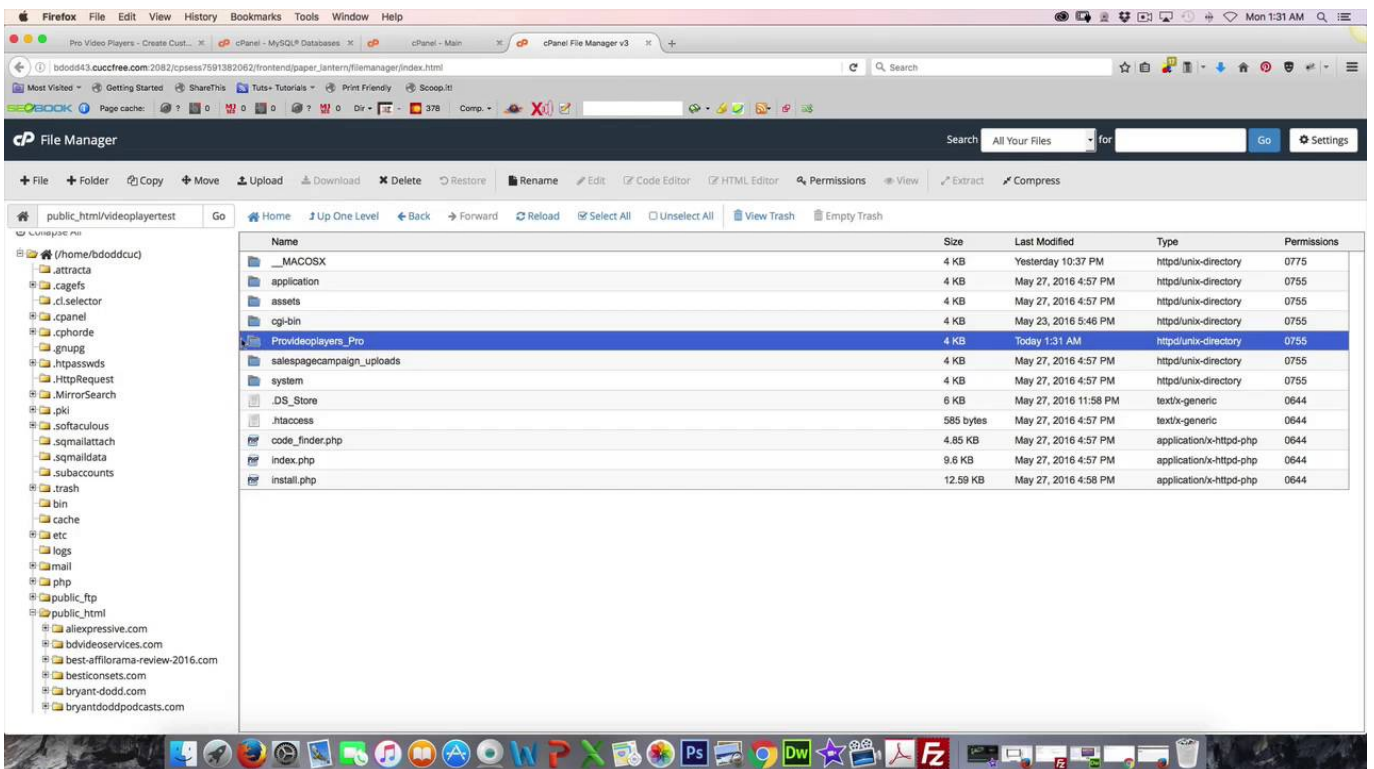 Firefox File Edit View History Bookmarks Tools Window Help Mon 1:31 AM
Pro Video Players - Create Cust... cPanel - MySQL® Databases cPanel - Main cPanel File Manager v3
bdodd43.cuccfree.com:2082/cpsess7591382062/frontend/paper_lantern/filemanager/index.html Search
Most Visited Getting Started ShareThis Tuts+ Tutorials Print Friendly Scoop.it!
SEOBOOK Page cache: ? 0 0 0 ? 0 Dir 378 Comp.
cP File Manager Search All Your Files for Go Settings
File Folder Copy Move Upload Download Delete Restore Rename Edit Code Editor HTML Editor Permissions View Extract Compress
public_html/videoplayertest Go Home Up One Level Back Forward Reload Select All Unselect All View Trash Empty Trash
Collapse All
(/home/bdoddcuc)
.attracta
.cagefs
.cl.selector
.cpanel
.cphorde
.gnupg
.htpasswds
.HttpRequest
.MirrorSearch
.pki
.softaculous
.sqmailattach
.sqmaildata
.subaccounts
.trash
bin
cache
etc
logs
mail
php
public_ftp
public_html
aliexpressive.com
bdvideoservices.com
best-affilorama-review-2016.com
besticonsets.com
bryant-dodd.com
bryantdoddpodcasts.com
Name Size Last Modified Type Permissions
__MACOSX 4 KB Yesterday 10:37 PM httpd/unix-directory 0775
application 4 KB May 27, 2016 4:57 PM httpd/unix-directory 0755
assets 4 KB May 27, 2016 4:57 PM httpd/unix-directory 0755
cgi-bin 4 KB May 23, 2016 5:46 PM httpd/unix-directory 0755
Provideoplayers_Pro 4 KB Today 1:31 AM httpd/unix-directory 0755
salespagecampaign_uploads 4 KB May 27, 2016 4:57 PM httpd/unix-directory 0755
system 4 KB May 27, 2016 4:57 PM httpd/unix-directory 0755
.DS_Store 6 KB May 27, 2016 11:58 PM text/x-generic 0644
.htaccess 585 bytes May 27, 2016 4:57 PM text/x-generic 0644
code_finder.php 4.85 KB May 27, 2016 4:57 PM application/x-httpd-php 0644
index.php 9.6 KB May 27, 2016 4:57 PM application/x-httpd-php 0644
install.php 12.59 KB May 27, 2016 4:58 PM application/x-httpd-php 0644
Ps Dw Fz